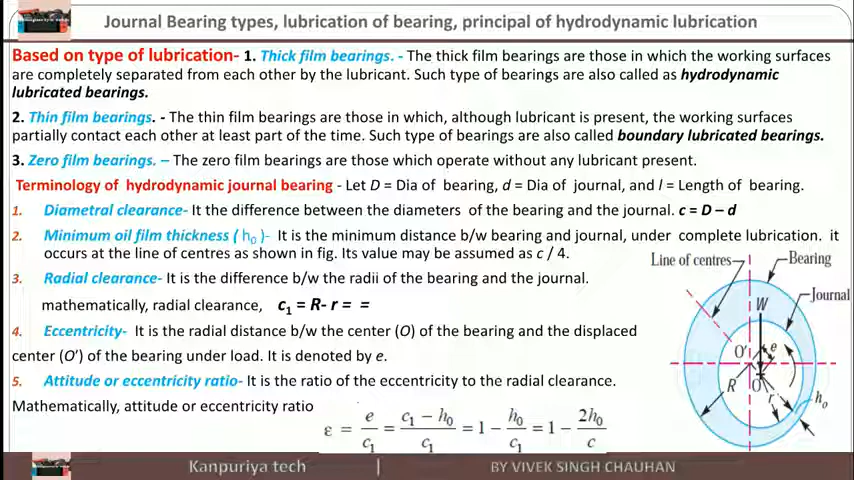 Journal Bearing types, lubrication of bearing, principal of hydrodynamic lubrication
Based on type of lubrication- 1. Thick film bearings. - The thick film bearings are those in which the working surfaces
are completely separated from each other by the lubricant. Such type of bearings are also called as hydrodynamic
lubricated bearings.
2. Thin film bearings. - The thin film bearings are those in which, although lubricant is present, the working surfaces
partially contact each other at least part of the time. Such type of bearings are also called boundary lubricated bearings.
3. Zero film bearings. – The zero film bearings are those which operate without any lubricant present.
Terminology of hydrodynamic journal bearing - Let D = Dia of bearing, d = Dia of journal, and l = Length of bearing.
1. Diametral clearance- It the difference between the diameters of the bearing and the journal. c = D – d
2. Minimum oil film thickness ( h₀ )- It is the minimum distance b/w bearing and journal, under complete lubrication. it
occurs at the line of centres as shown in fig. Its value may be assumed as c / 4.
3. Radial clearance- It is the difference b/w the radii of the bearing and the journal.
mathematically, radial clearance, c₁ = R- r = =
4. Eccentricity- It is the radial distance b/w the center (O) of the bearing and the displaced
center (O′) of the bearing under load. It is denoted by e.
5. Attitude or eccentricity ratio- It is the ratio of the eccentricity to the radial clearance.
Mathematically, attitude or eccentricity ratio
ε = e/c₁ = (c₁ – h₀)/c₁ = 1 – h₀/c₁ = 1 – 2h₀/c
Line of centres
Bearing
Journal
W
O′
e
R
O
r
h₀
Kanpuriya tech | BY VIVEK SINGH CHAUHAN